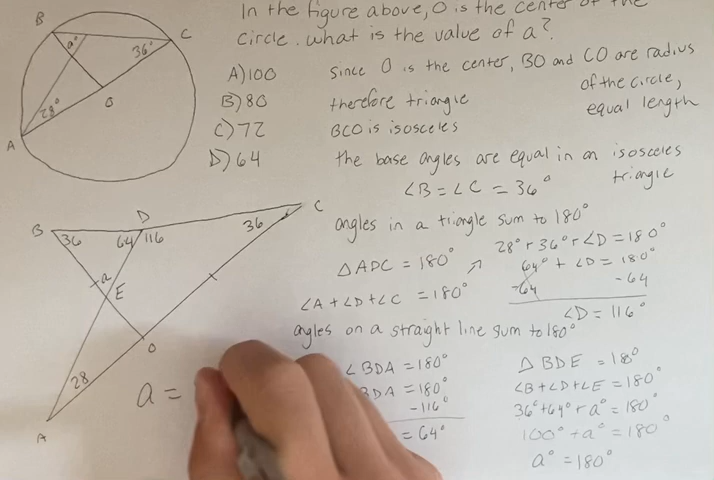 In the figure above, O is the center of the
circle. what is the value of a?
B
a°
36°
C
28°
O
A
A) 100
B) 80
C) 72
D) 64
since O is the center, BO and CO are radius
of the circle,
therefore triangle
equal length
BCO is isosceles
the base angles are equal in an isosceles
triangle
∠B = ∠C = 36°
angles in a triangle sum to 180°
△ADC = 180°
∠A + ∠D + ∠C = 180°
28° + 36° + ∠D = 180°
64° + ∠D = 180°
-64 -64
∠D = 116°
angles on a straight line sum to 180°
∠BDA = 180°
BDA = 180°
-116°
= 64°
△BDE = 180°
∠B + ∠D + ∠E = 180°
36° + 64° + a° = 180°
100° + a° = 180°
a° = 180°
B
D
C
36
64
116
36
a
E
O
28
A
a =